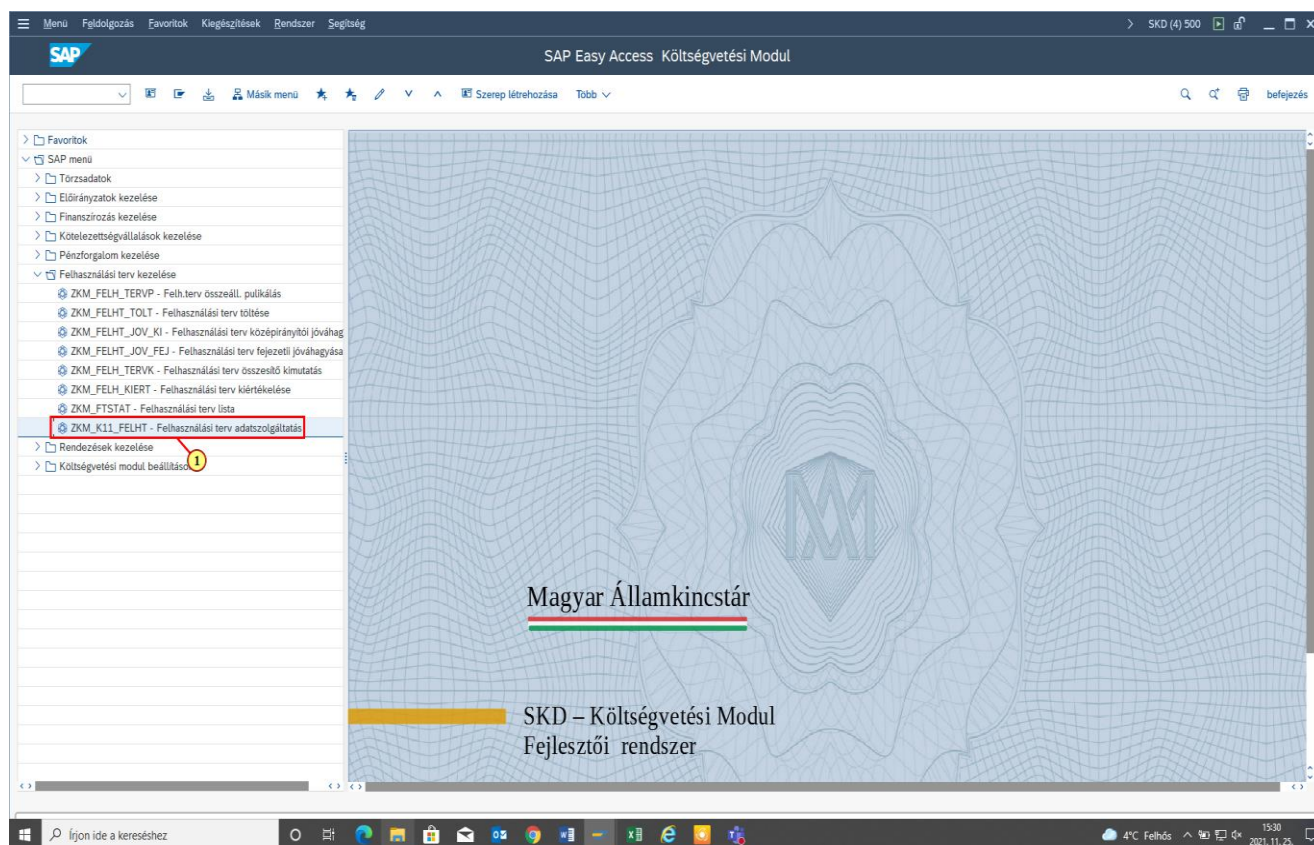 Menü Feldolgozás Favoritok Kiegészítések Rendszer Segítség SKD (4) 500
SAP SAP Easy Access Költségvetési Modul
Másik menü Szerep létrehozása Több befejezés
Favoritok
SAP menü
Törzsadatok
Előirányzatok kezelése
Finanszírozás kezelése
Kötelezettségvállalások kezelése
Pénzforgalom kezelése
Felhasználási terv kezelése
ZKM_FELH_TERVP - Felh.terv összeáll. pulikálás
ZKM_FELHT_TOLT - Felhasználási terv töltése
ZKM_FELHT_JOV_KI - Felhasználási terv középirányítói jóváhag
ZKM_FELHT_JOV_FEJ - Felhasználási terv fejezetii jóváhagyása
ZKM_FELH_TERVK - Felhasználási terv összesítő kimutatás
ZKM_FELH_KIERT - Felhasználási terv kiértékelése
ZKM_FTSTAT - Felhasználási terv lista
ZKM_K11_FELHT - Felhasználási terv adatszolgáltatás
Rendezések kezelése
1
Költségvetési modul beállításo
Magyar Államkincstár
SKD – Költségvetési Modul
Fejlesztői rendszer
Írjon ide a kereséshez
4°C Felhős
15:30
2021. 11. 25.